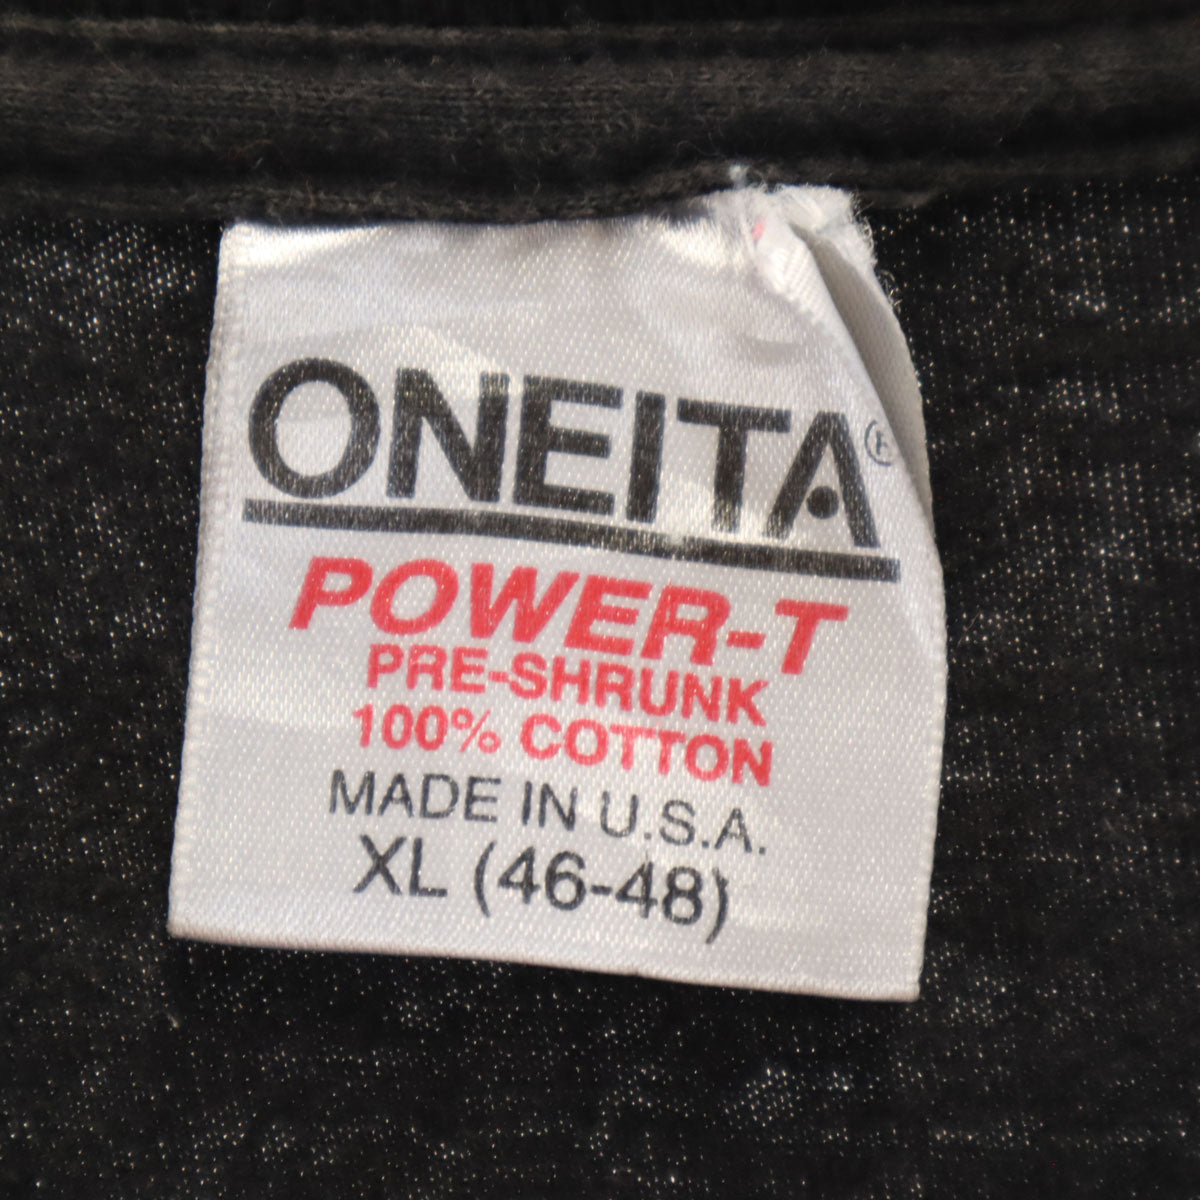 ONEITA®
POWER-T
PRE-SHRUNK
100% COTTON
MADE IN U.S.A.
XL (46-48)